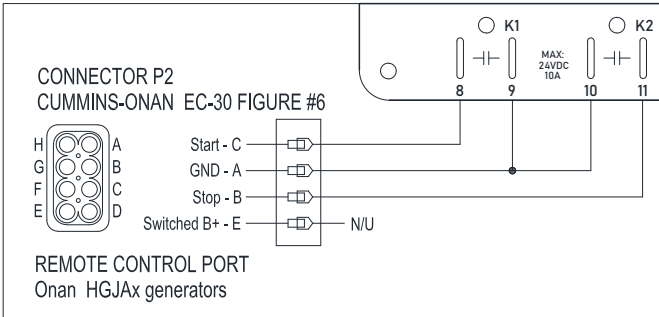 K1
K2
MAX:
24VDC
10A
8
9
10
11
CONNECTOR P2
CUMMINS-ONAN EC-30 FIGURE #6
H A
G B
F C
E D
Start - C
GND - A
Stop - B
Switched B+ - E
N/U
REMOTE CONTROL PORT
Onan HGJAx generators